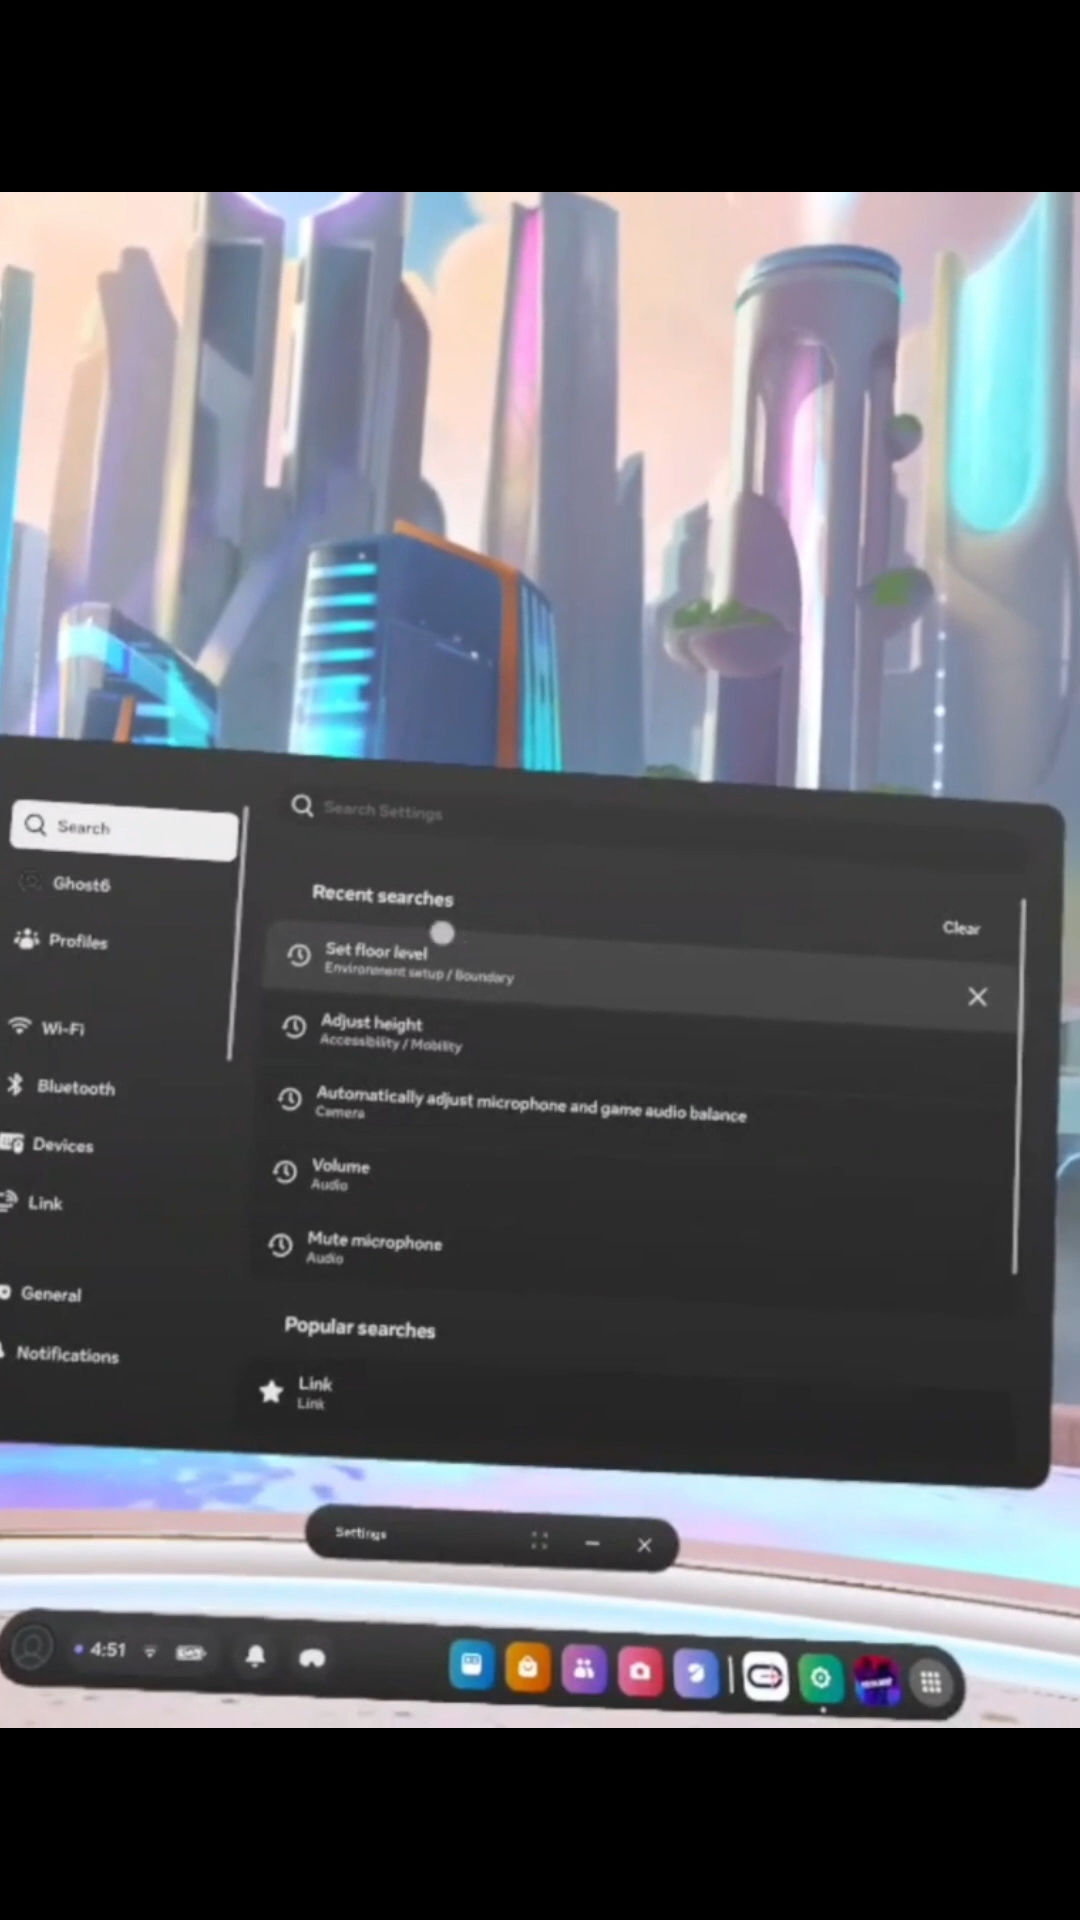 Search Settings
Search
Recent searches
Clear
Ghost6
Set floor level
Environment setup / Boundary
Profiles
Adjust height
Accessibility / Mobility
Wi-Fi
Automatically adjust microphone and game audio balance
Camera
Bluetooth
Devices
Volume
Audio
Link
Mute microphone
Audio
General
Popular searches
Notifications
Link
Link
Settings
4:51